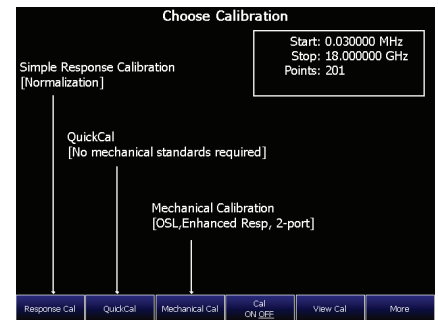 Choose Calibration
Start: 0.030000 MHz
Stop: 18.000000 GHz
Points: 201
Simple Response Calibration
[Normalization]
QuickCal
[No mechanical standards required]
Mechanical Calibration
[OSL,Enhanced Resp, 2-port]
Response Cal
QuickCal
Mechanical Cal
Cal
ON OFF
View Cal
More